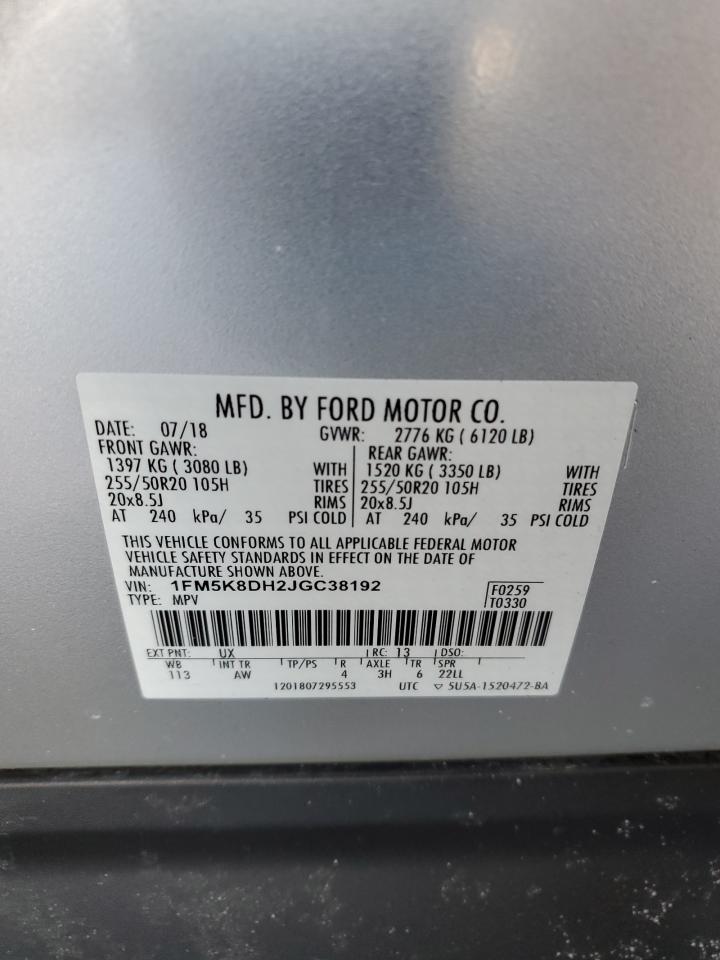 MFD. BY FORD MOTOR CO.
DATE: 07/18 GVWR: 2776 KG ( 6120 LB)
FRONT GAWR: REAR GAWR:
1397 KG ( 3080 LB) WITH 1520 KG ( 3350 LB) WITH
255/50R20 105H TIRES 255/50R20 105H TIRES
20x8.5J RIMS 20x8.5J RIMS
AT 240 kPa/ 35 PSI COLD AT 240 kPa/ 35 PSI COLD
THIS VEHICLE CONFORMS TO ALL APPLICABLE FEDERAL MOTOR
VEHICLE SAFETY STANDARDS IN EFFECT ON THE DATE OF
MANUFACTURE SHOWN ABOVE.
VIN: 1FM5K8DH2JGC38192 F0259
TYPE: MPV T0330
EXT PNT: UX RC: 13 DSO:
WB INT TR TP/PS R AXLE TR SPR
113 AW 4 3H 6 22LL
1201807295553 UTC ▽ 5U5A-1520472-BA